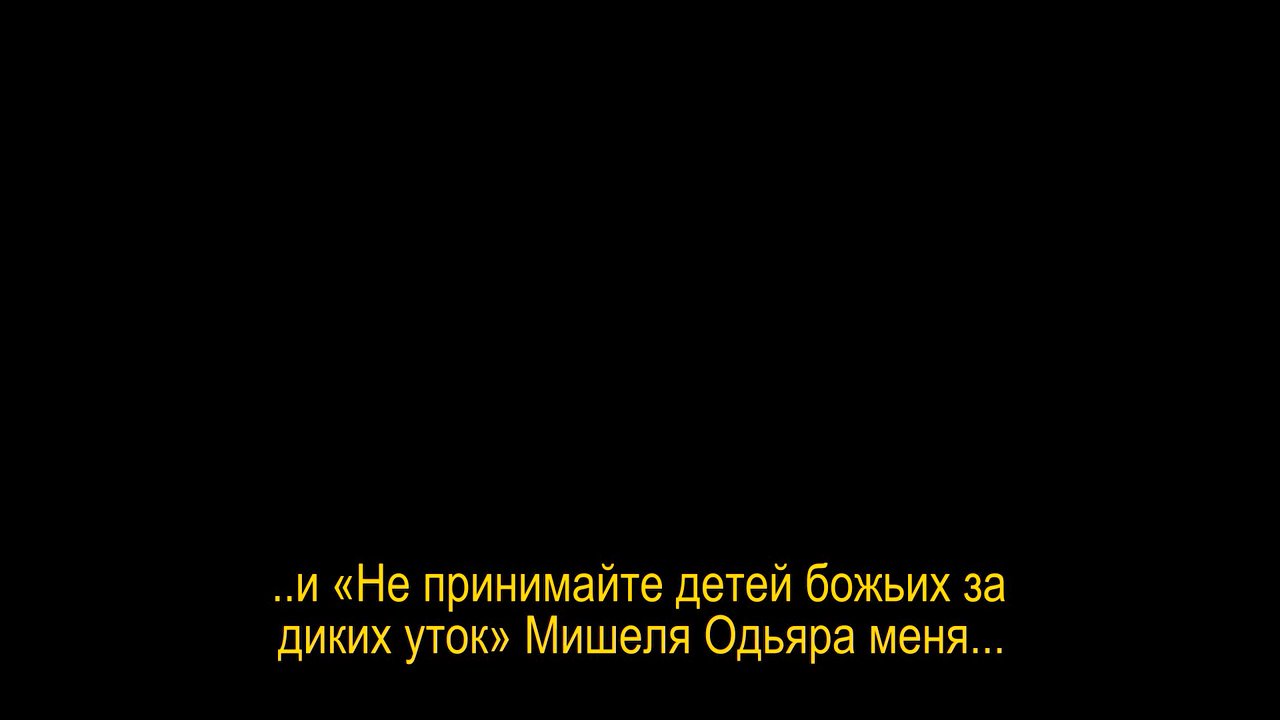 ..и «Не принимайте детей божьих за
диких уток» Мишеля Одьяра меня...